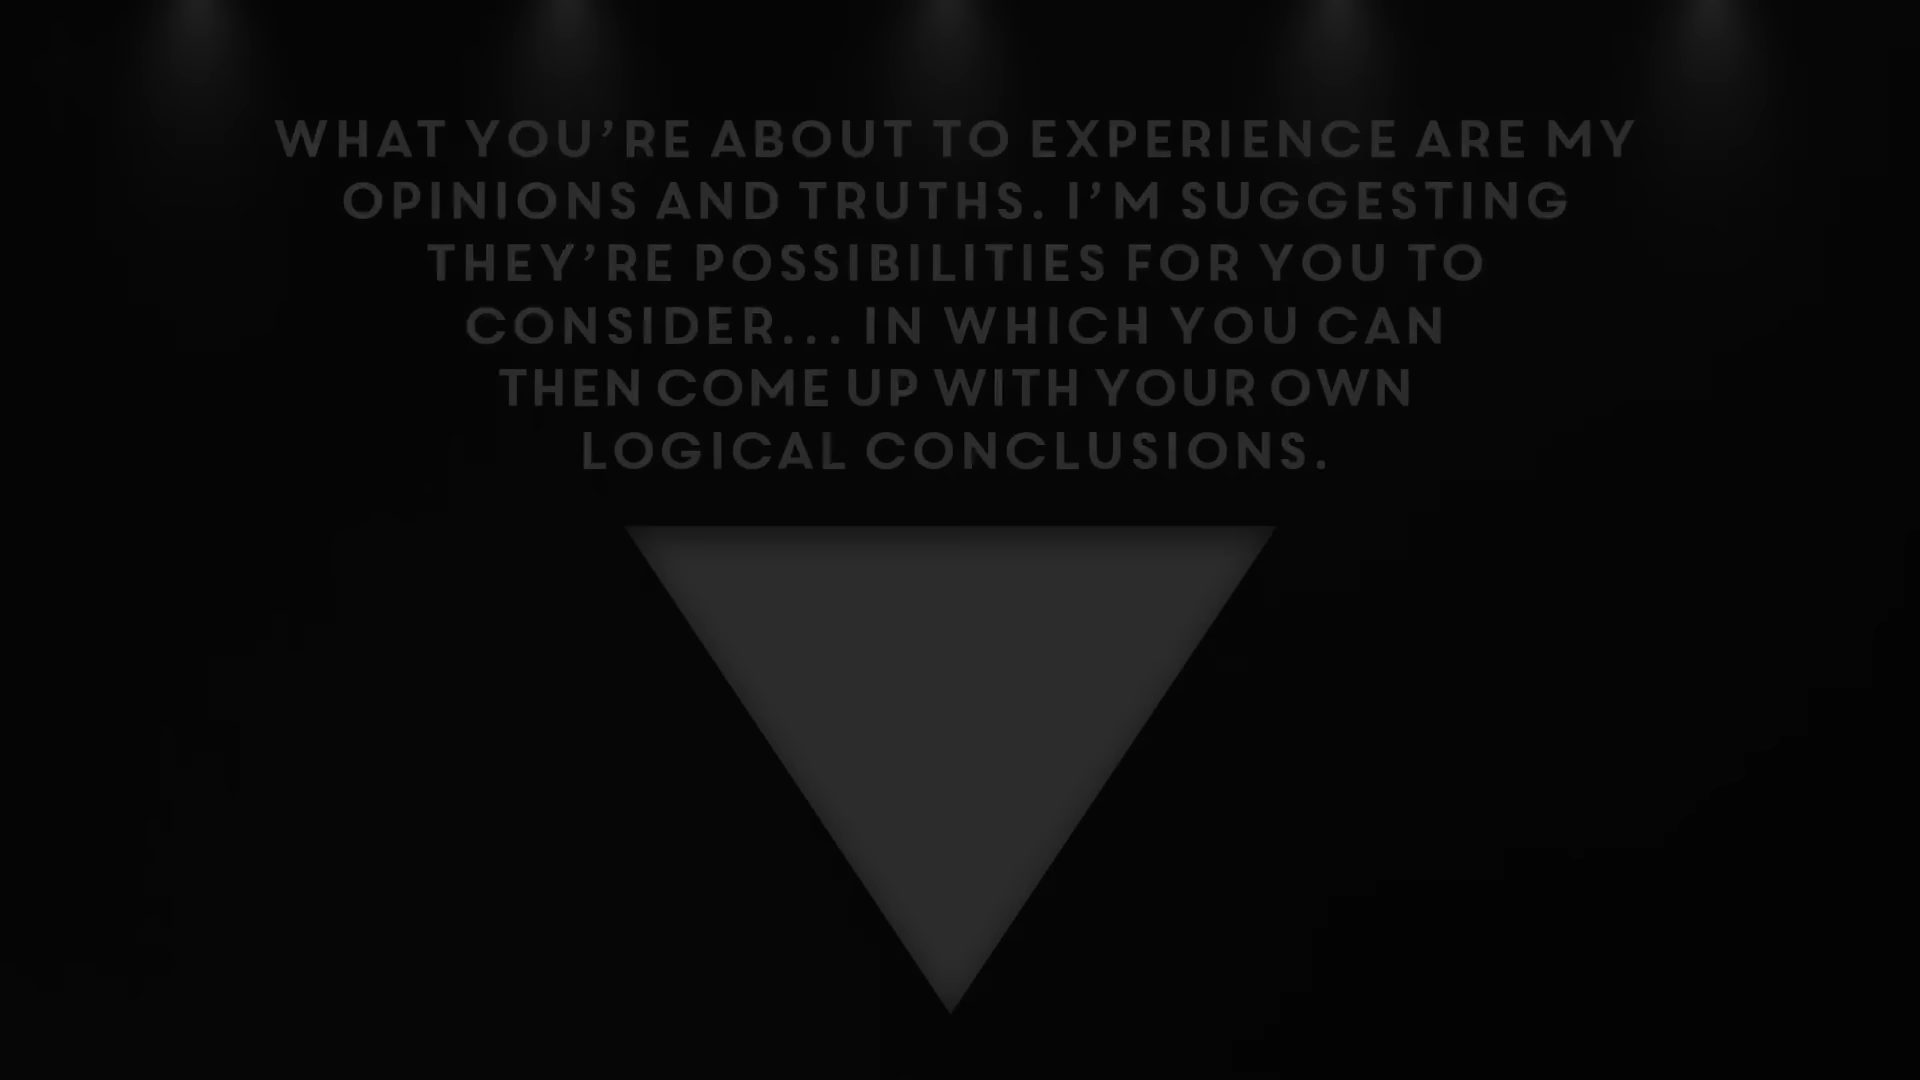 WHAT YOU’RE ABOUT TO EXPERIENCE ARE MY
OPINIONS AND TRUTHS. I’M SUGGESTING
THEY’RE POSSIBILITIES FOR YOU TO
CONSIDER... IN WHICH YOU CAN
THEN COME UP WITH YOUR OWN
LOGICAL CONCLUSIONS.